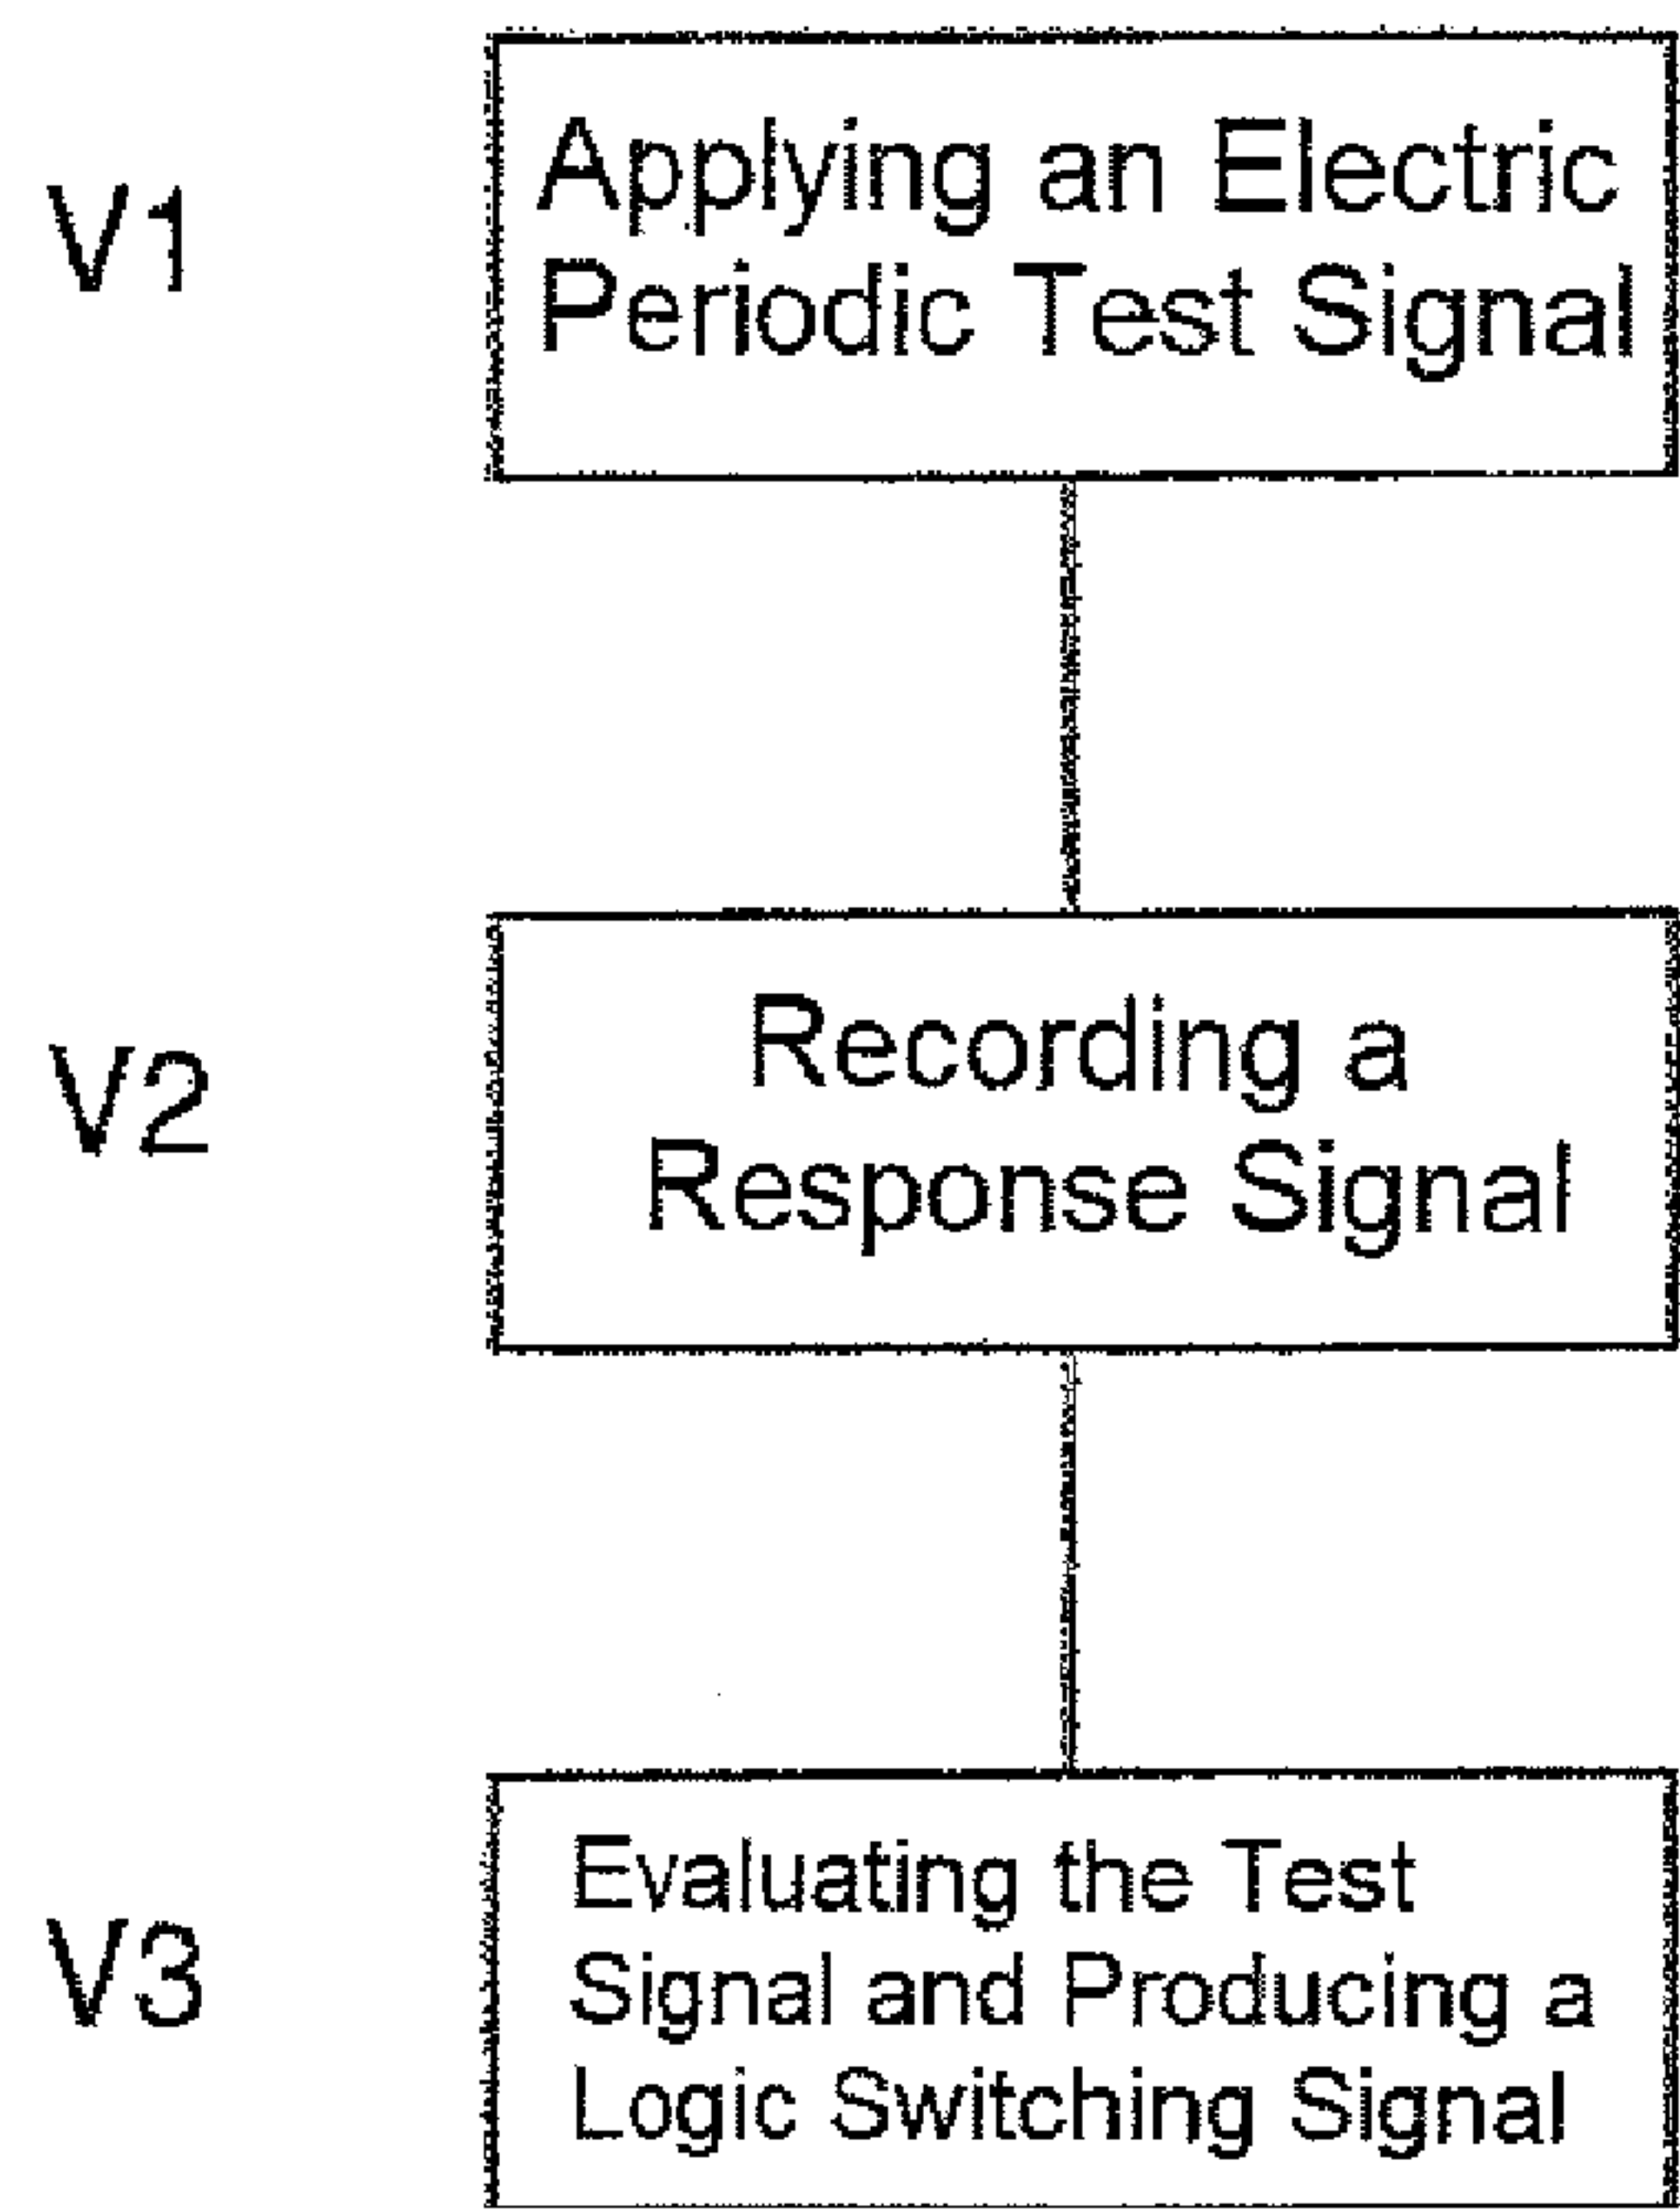 V1
Applying an Electric
Periodic Test Signal
V2
Recording a
Response Signal
V3
Evaluating the Test
Signal and Producing a
Logic Switching Signal